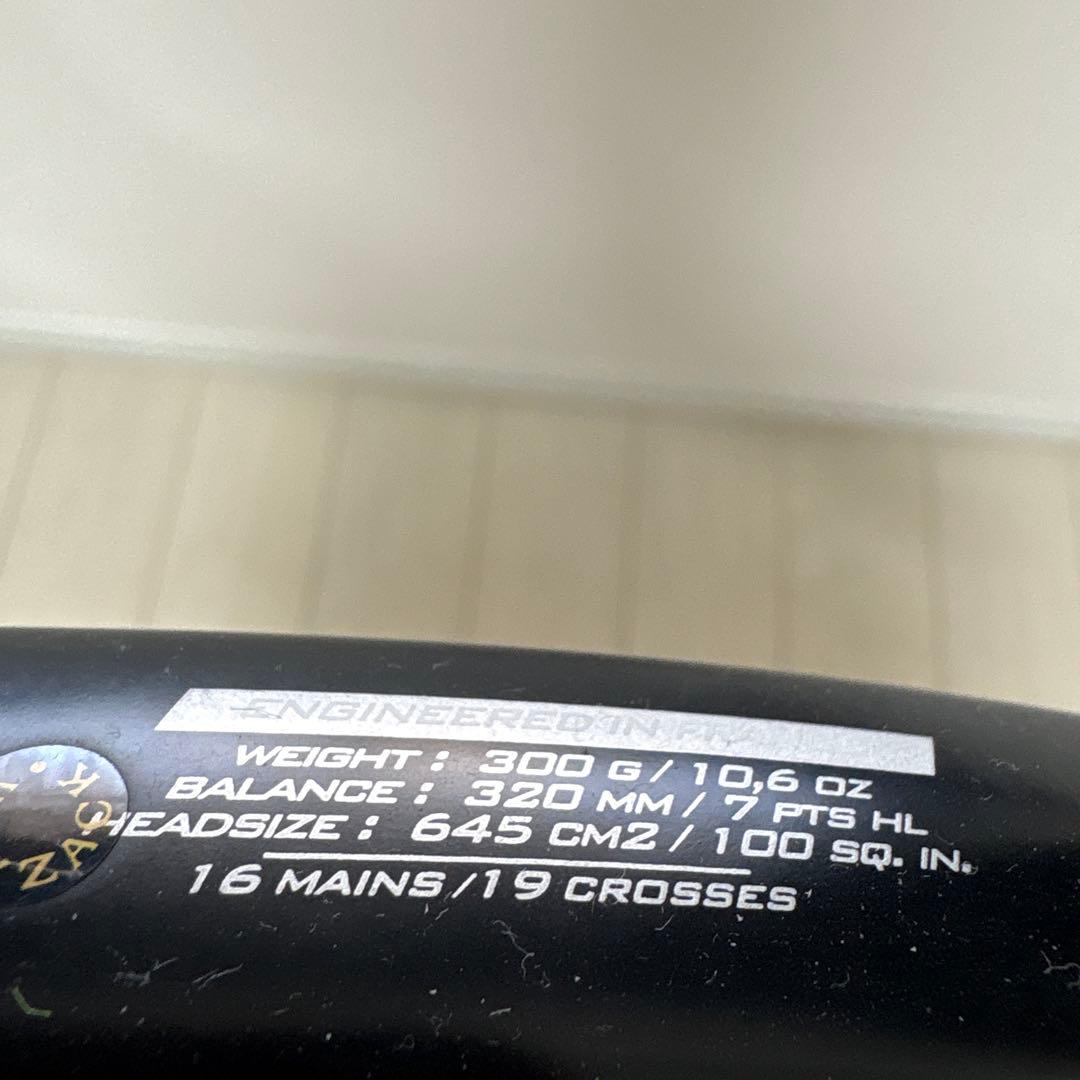 ENGINEERED IN
WEIGHT : 300 G / 10,6 OZ
BALANCE : 320 MM / 7 PTS HL
HEADSIZE : 645 CM2 / 100 SQ. IN.
16 MAINS / 19 CROSSES
ZACK